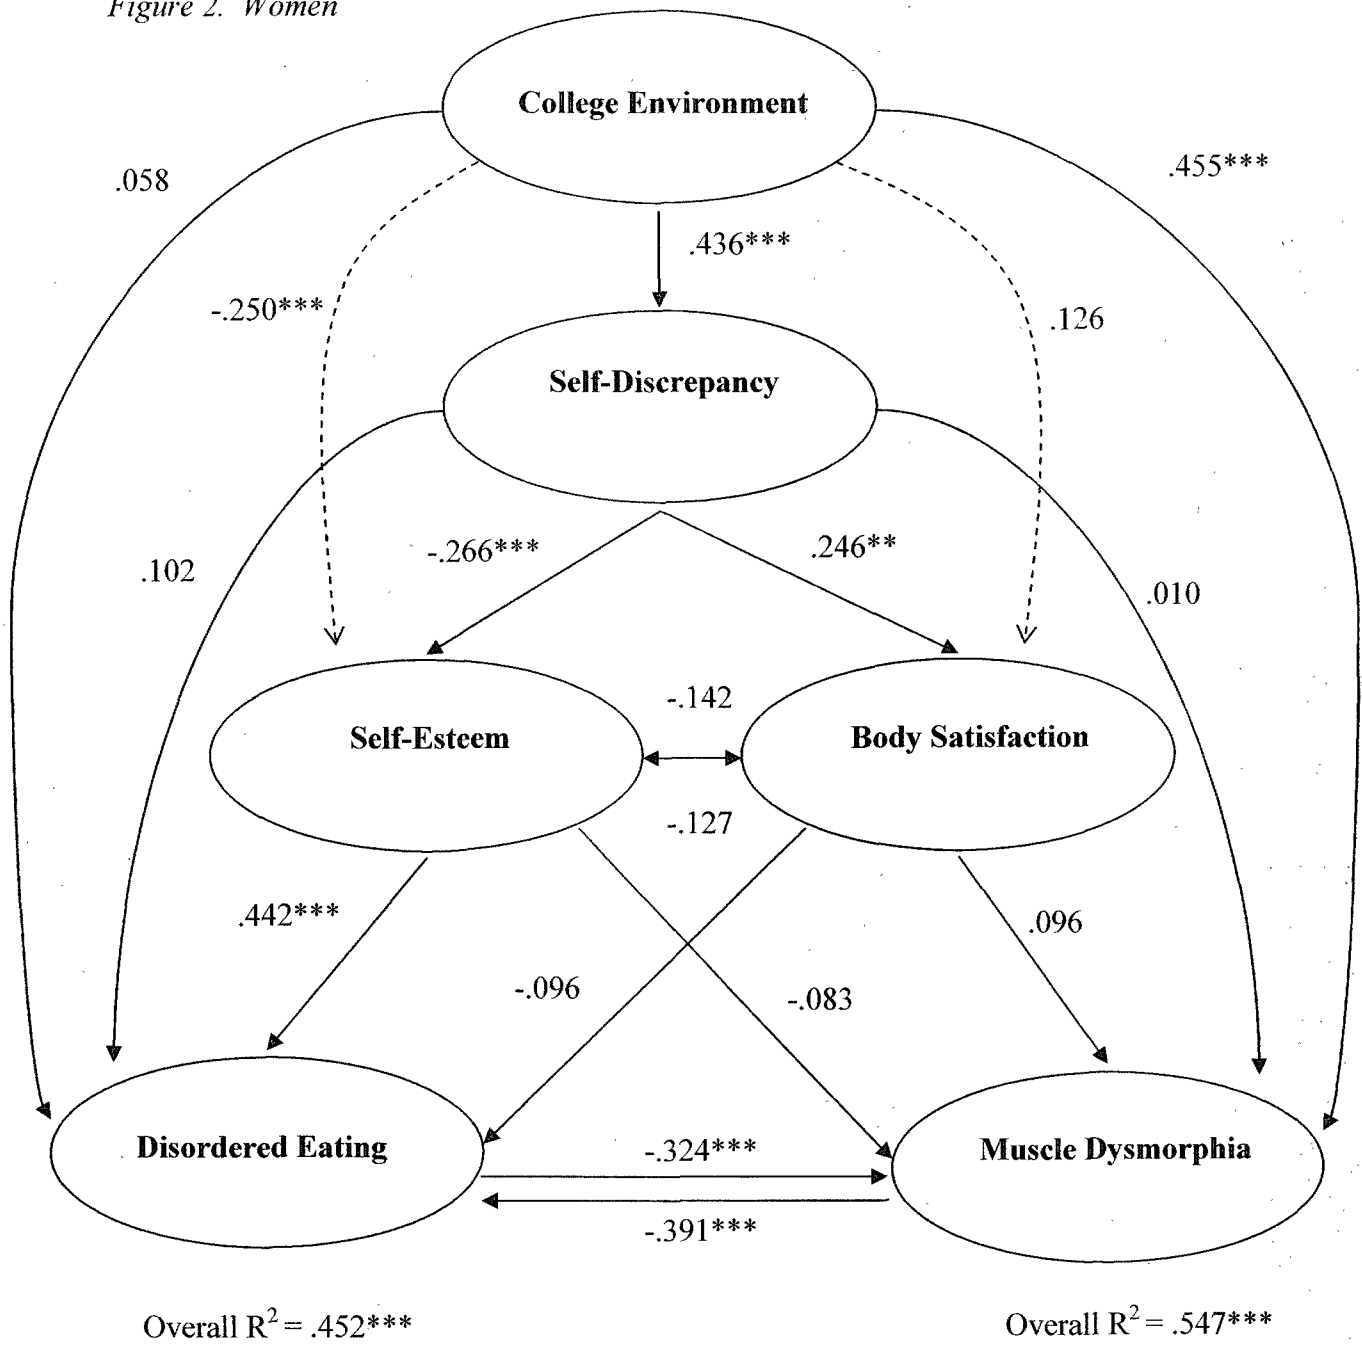 Figure 2. Women
College Environment
.058
.455***
.436***
-.250***
.126
Self-Discrepancy
-.266***
.246**
.102
.010
-.142
Self-Esteem
Body Satisfaction
-.127
.442***
.096
-.096
-.083
Disordered Eating
-.324***
Muscle Dysmorphia
-.391***
Overall R² = .452***
Overall R² = .547***